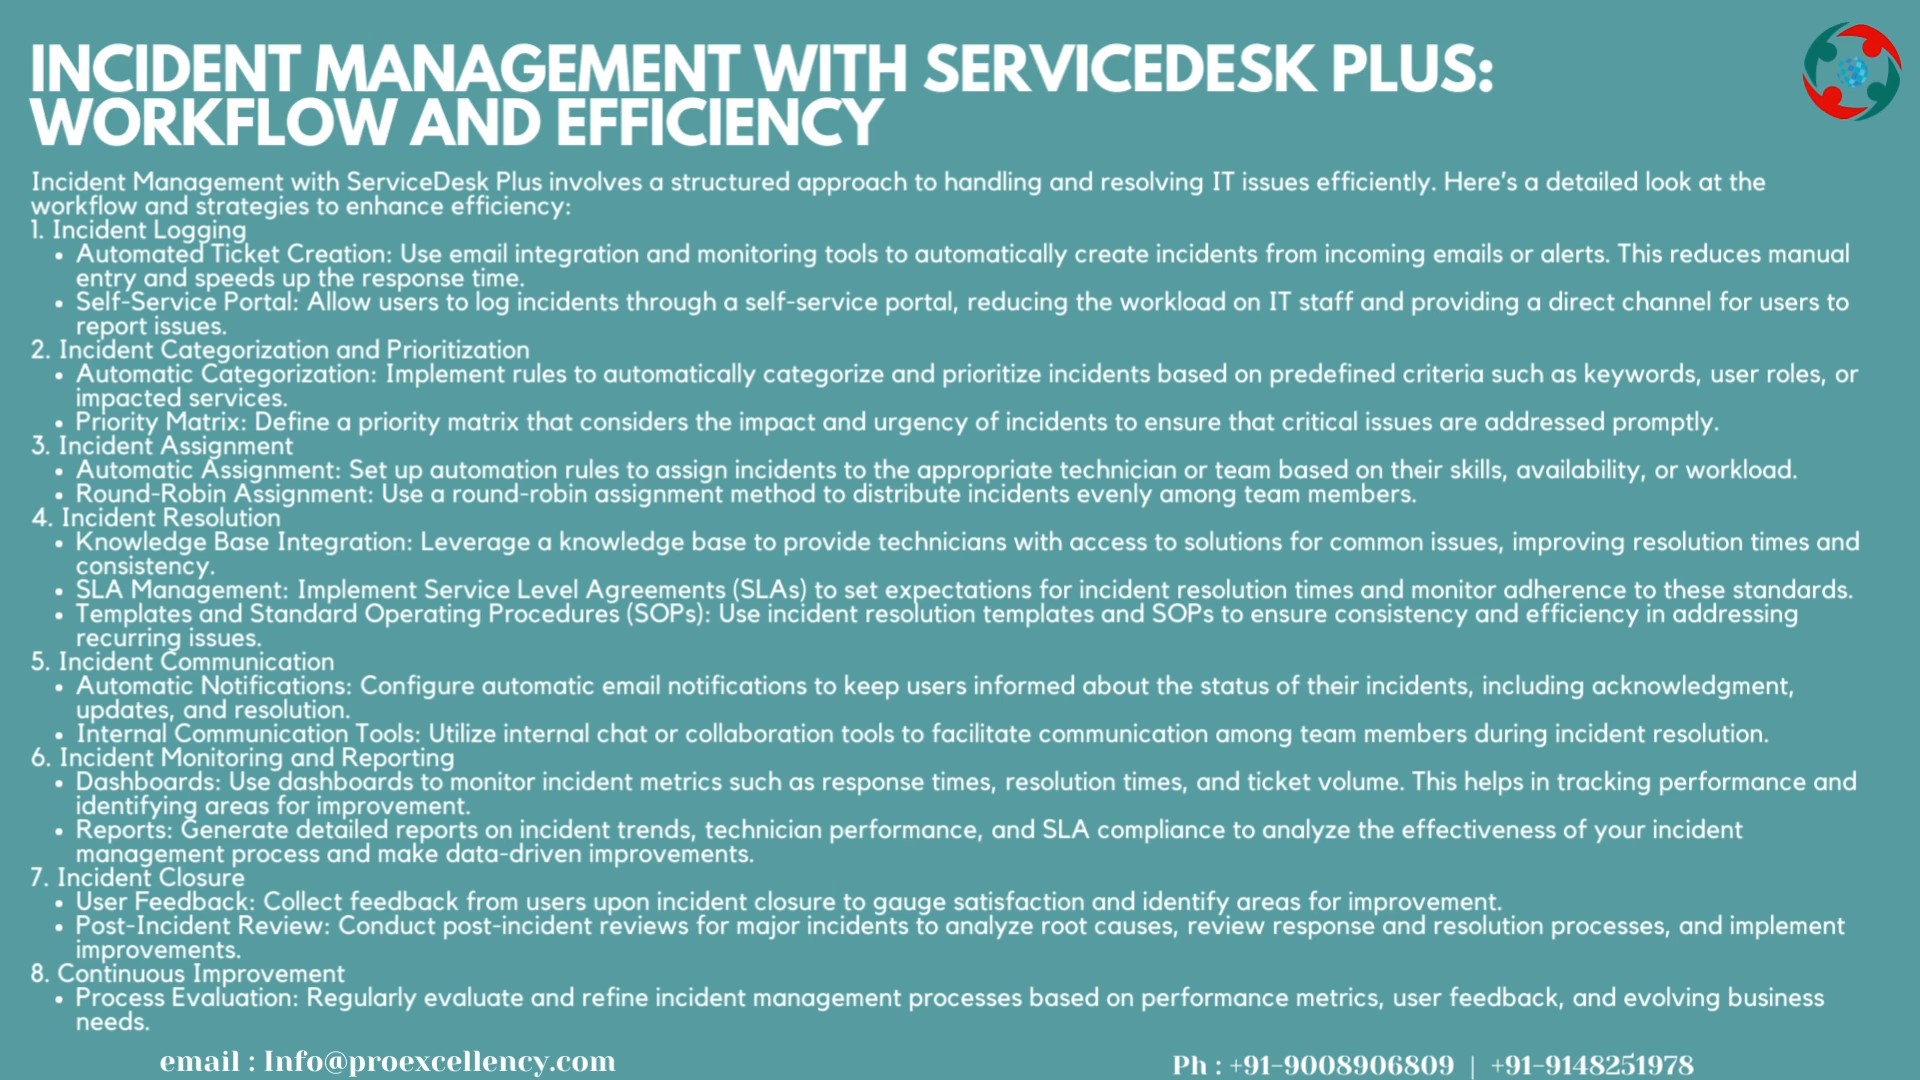 INCIDENT MANAGEMENT WITH SERVICEDESK PLUS:
WORKFLOW AND EFFICIENCY
Incident Management with ServiceDesk Plus involves a structured approach to handling and resolving IT issues efficiently. Here’s a detailed look at the
workflow and strategies to enhance efficiency:
1. Incident Logging
• Automated Ticket Creation: Use email integration and monitoring tools to automatically create incidents from incoming emails or alerts. This reduces manual
entry and speeds up the response time.
• Self-Service Portal: Allow users to log incidents through a self-service portal, reducing the workload on IT staff and providing a direct channel for users to
report issues.
2. Incident Categorization and Prioritization
• Automatic Categorization: Implement rules to automatically categorize and prioritize incidents based on predefined criteria such as keywords, user roles, or
impacted services.
• Priority Matrix: Define a priority matrix that considers the impact and urgency of incidents to ensure that critical issues are addressed promptly.
3. Incident Assignment
• Automatic Assignment: Set up automation rules to assign incidents to the appropriate technician or team based on their skills, availability, or workload.
• Round-Robin Assignment: Use a round-robin assignment method to distribute incidents evenly among team members.
4. Incident Resolution
• Knowledge Base Integration: Leverage a knowledge base to provide technicians with access to solutions for common issues, improving resolution times and
consistency.
• SLA Management: Implement Service Level Agreements (SLAs) to set expectations for incident resolution times and monitor adherence to these standards.
• Templates and Standard Operating Procedures (SOPs): Use incident resolution templates and SOPs to ensure consistency and efficiency in addressing
recurring issues.
5. Incident Communication
• Automatic Notifications: Configure automatic email notifications to keep users informed about the status of their incidents, including acknowledgment,
updates, and resolution.
• Internal Communication Tools: Utilize internal chat or collaboration tools to facilitate communication among team members during incident resolution.
6. Incident Monitoring and Reporting
• Dashboards: Use dashboards to monitor incident metrics such as response times, resolution times, and ticket volume. This helps in tracking performance and
identifying areas for improvement.
• Reports: Generate detailed reports on incident trends, technician performance, and SLA compliance to analyze the effectiveness of your incident
management process and make data-driven improvements.
7. Incident Closure
• User Feedback: Collect feedback from users upon incident closure to gauge satisfaction and identify areas for improvement.
• Post-Incident Review: Conduct post-incident reviews for major incidents to analyze root causes, review response and resolution processes, and implement
improvements.
8. Continuous Improvement
• Process Evaluation: Regularly evaluate and refine incident management processes based on performance metrics, user feedback, and evolving business
needs.
email : Info@proexcellency.com
Ph : +91-9008906809 | +91-9148251978